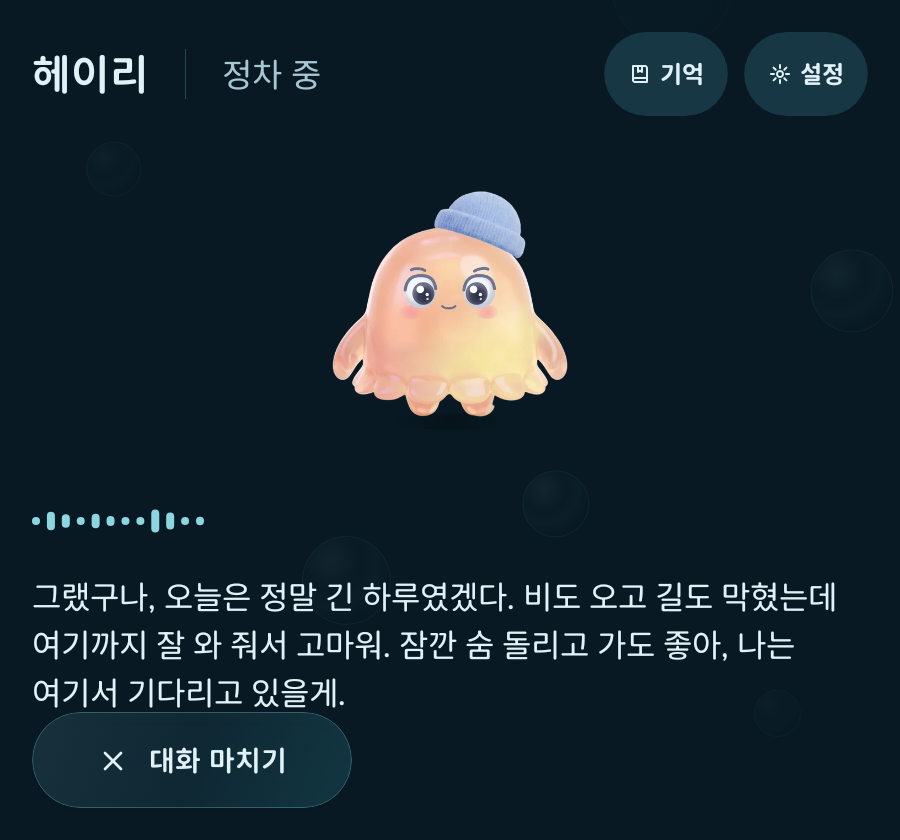 헤이리
정차 중
기억
설정
그랬구나, 오늘은 정말 긴 하루였겠다. 비도 오고 길도 막혔는데
여기까지 잘 와 줘서 고마워. 잠깐 숨 돌리고 가도 좋아, 나는
여기서 기다리고 있을게.
대화 마치기